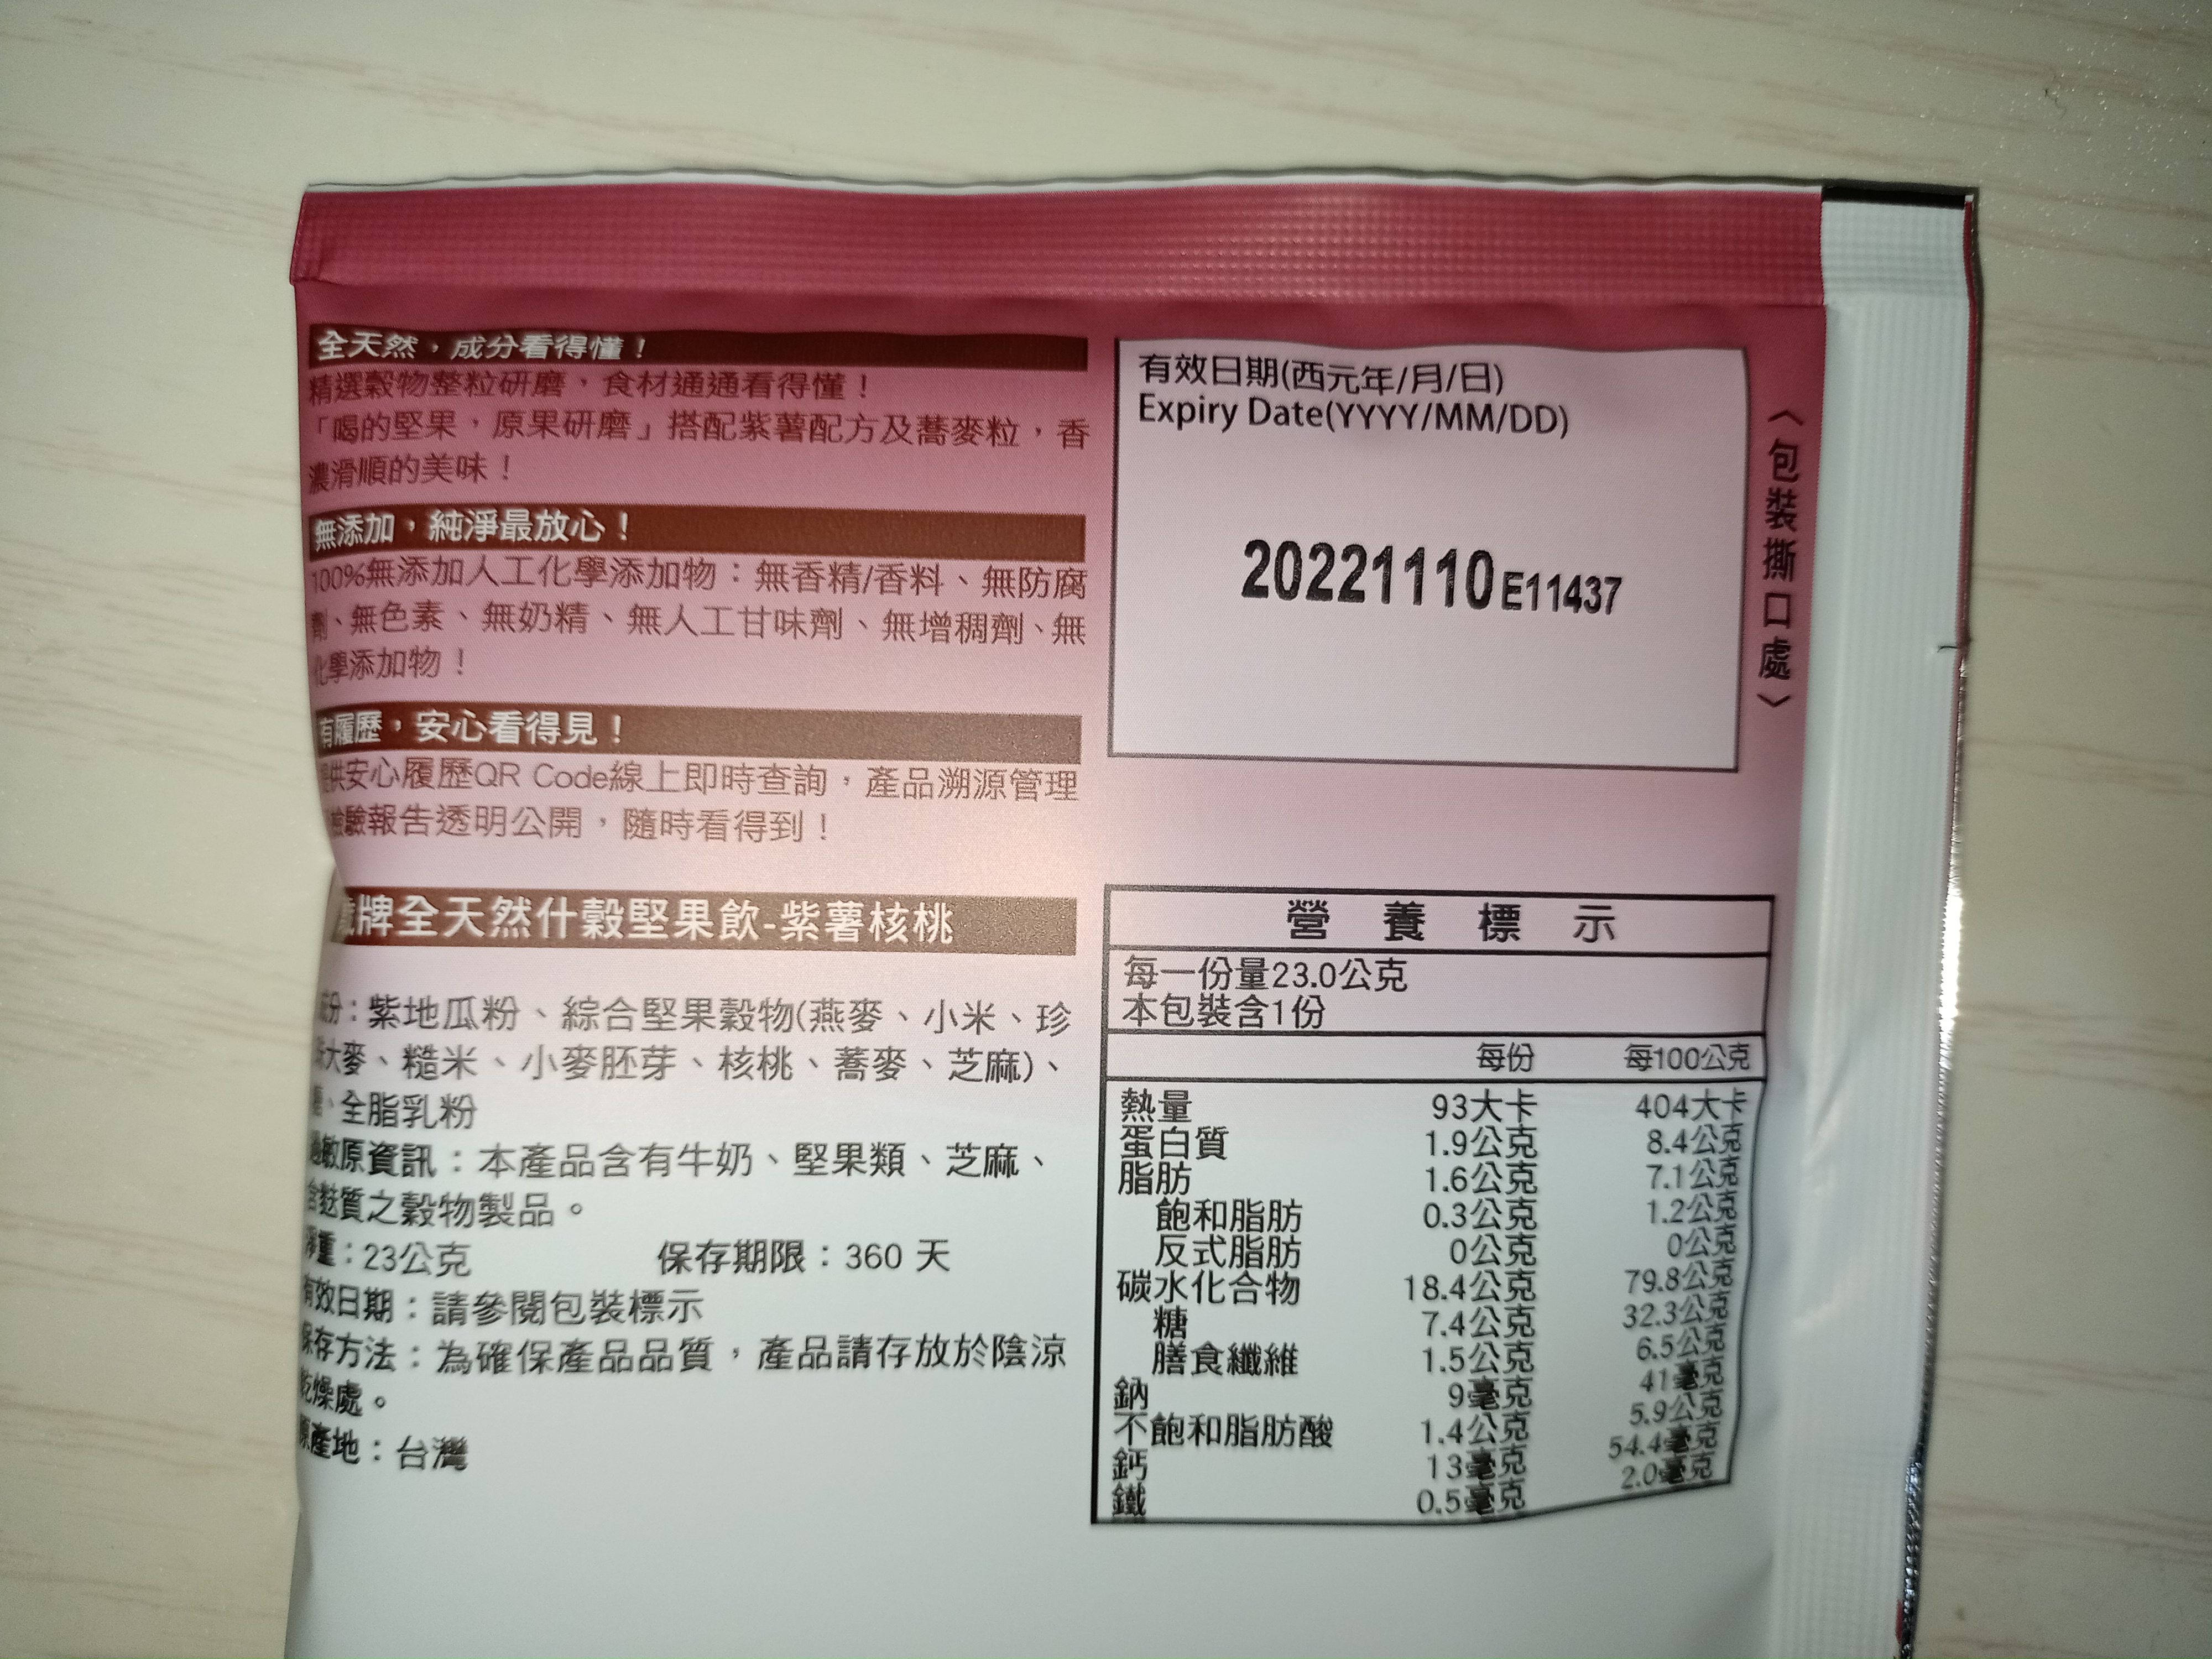 全天然，成分看得懂！
精選穀物整粒研磨，食材通通看得懂！
「喝的堅果，原果研磨」搭配紫薯配方及蕎麥粒，香
濃滑順的美味！
無添加，純淨最放心！
100%無添加人工化學添加物：無香精/香料、無防腐
劑、無色素、無奶精、無人工甘味劑、無增稠劑、無
化學添加物！
有履歷，安心看得見！
提供安心履歷QR Code線上即時查詢，產品溯源管理
檢驗報告透明公開，隨時看得到！
牌全天然什穀堅果飲-紫薯核桃
成分：紫地瓜粉、綜合堅果穀物(燕麥、小米、珍
珠大麥、糙米、小麥胚芽、核桃、蕎麥、芝麻)、
糖、全脂乳粉
過敏原資訊：本產品含有牛奶、堅果類、芝麻、
含麩質之穀物製品。
淨重：23公克 保存期限：360 天
有效日期：請參閱包裝標示
保存方法：為確保產品品質，產品請存放於陰涼
乾燥處。
原產地：台灣
有效日期(西元年/月/日)
Expiry Date(YYYY/MM/DD)
20221110 E11437
〈包裝撕口處〉
營養標示
每一份量23.0公克
本包裝含1份
每份 每100公克
熱量 93大卡 404大卡
蛋白質 1.9公克 8.4公克
脂肪 1.6公克 7.1公克
飽和脂肪 0.3公克 1.2公克
反式脂肪 0公克 0公克
碳水化合物 18.4公克 79.8公克
糖 7.4公克 32.3公克
膳食纖維 1.5公克 6.5公克
鈉 9毫克 41毫克
不飽和脂肪酸 1.4公克 5.9公克
鈣 13毫克 54.4毫克
鐵 0.5毫克 2.0毫克